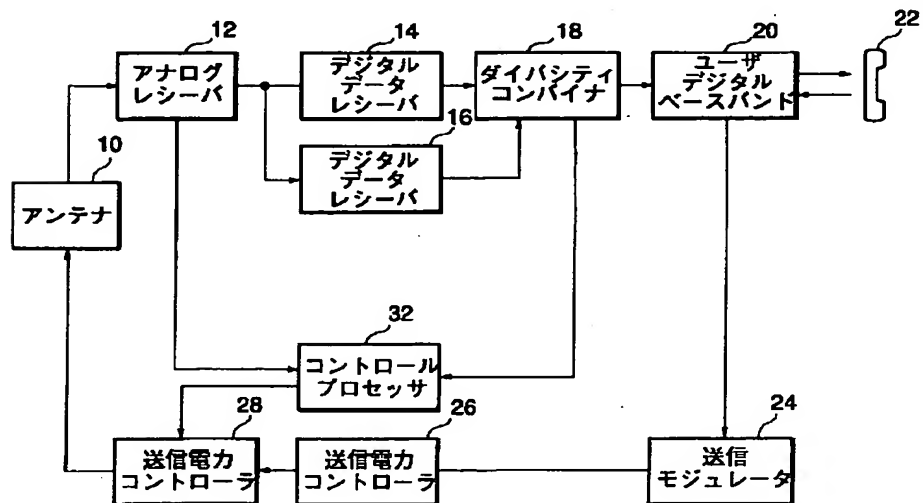 12
アナログ
レシーバ
14
デジタル
データ
レシーバ
18
ダイバシティ
コンバイナ
20
ユーザ
デジタル
ベースバンド
22
16
デジタル
データ
レシーバ
10
アンテナ
32
コントロール
プロセッサ
28
送信電力
コントローラ
26
送信電力
コントローラ
24
送信
モジュレータ